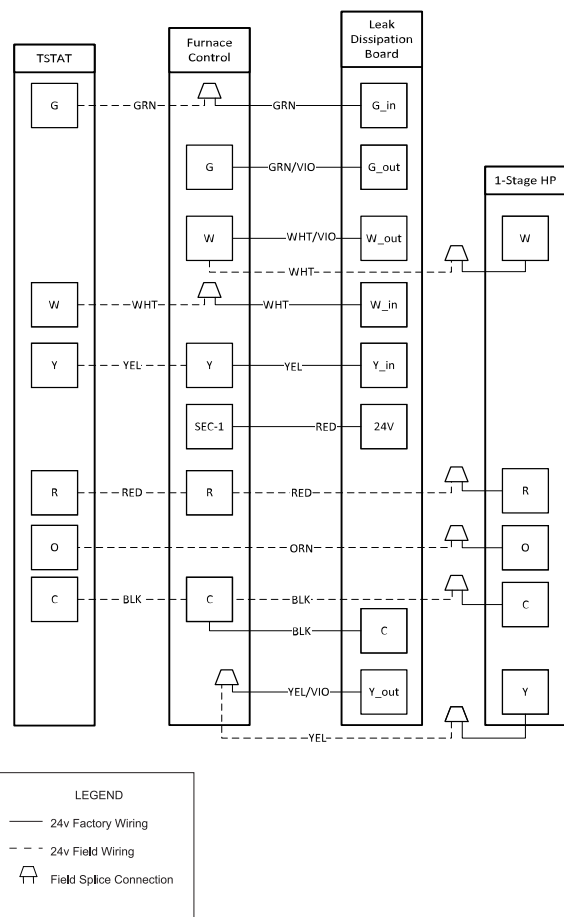 Leak
Dissipation
Board
Furnace
Control
TSTAT
G
GRN
GRN
G_in
G
GRN/VIO
G_out
1-Stage HP
W
WHT/VIO
W_out
W
WHT
W
WHT
WHT
W_in
Y
YEL
Y
YEL
Y_in
SEC-1
RED
24V
R
RED
R
RED
R
O
ORN
O
C
BLK
C
BLK
C
BLK
C
YEL/VIO
Y_out
Y
YEL
LEGEND
24v Factory Wiring
24v Field Wiring
Field Splice Connection